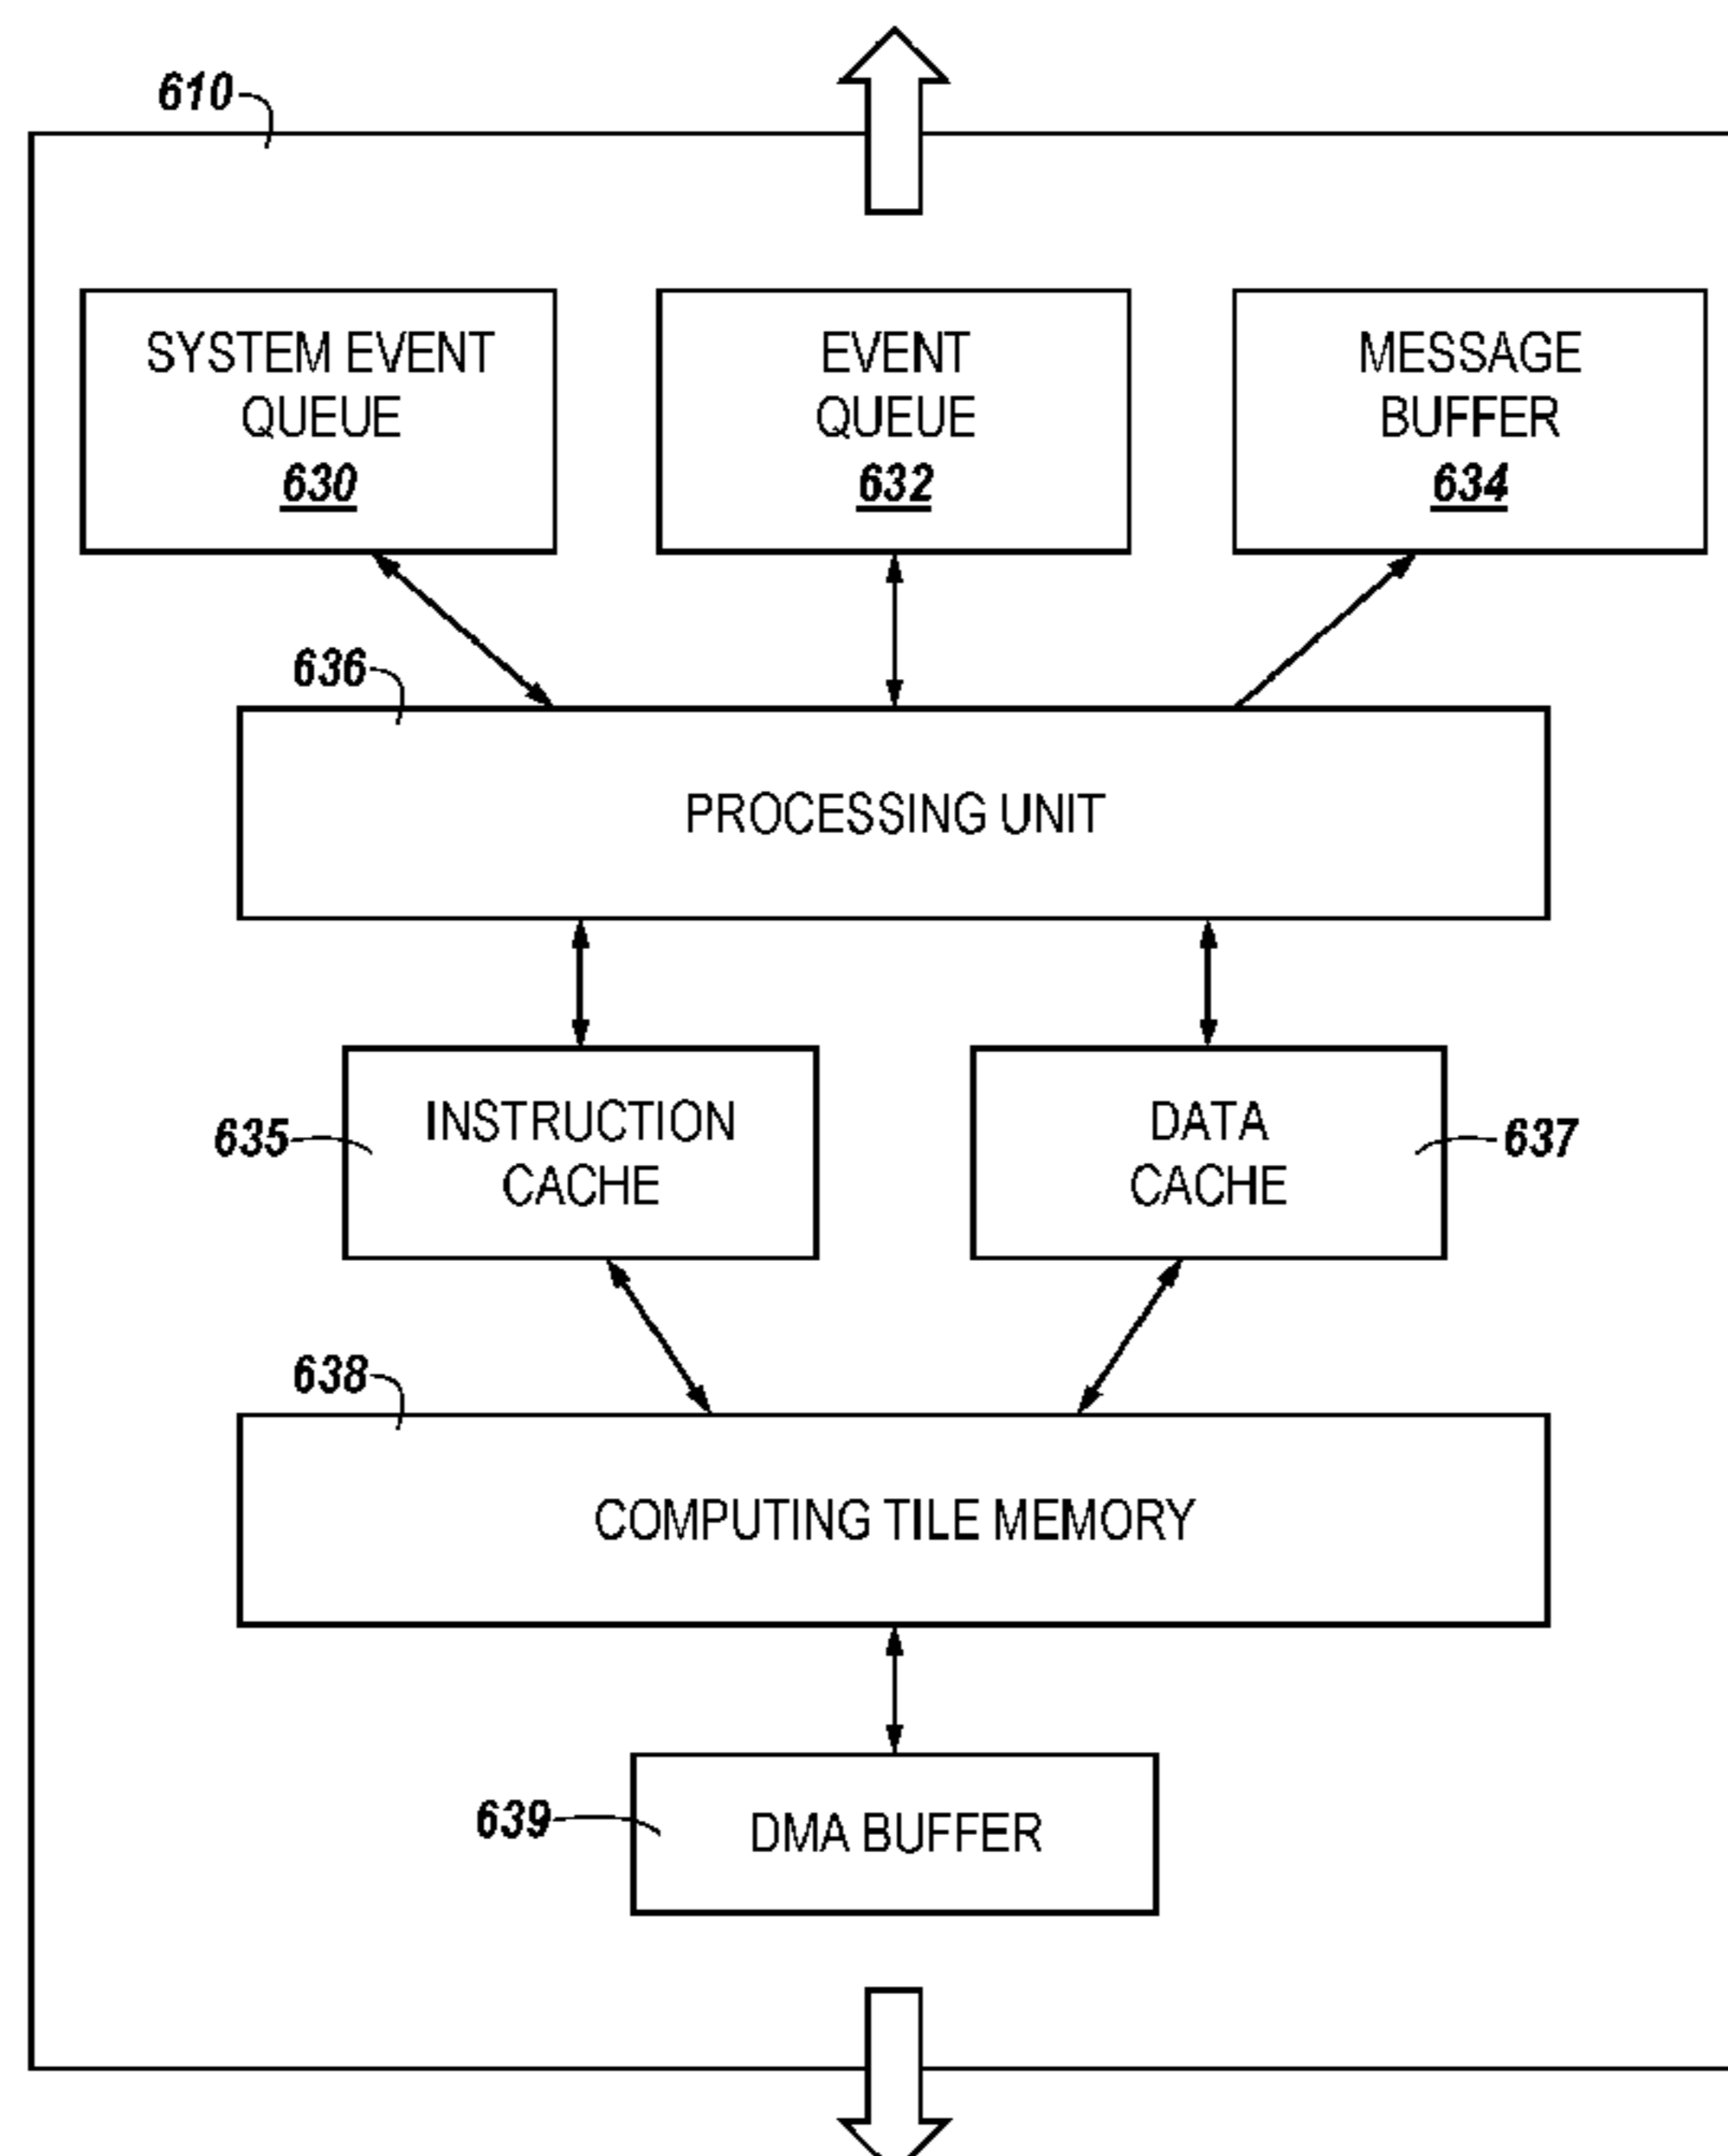 610
SYSTEM EVENT
QUEUE
630
EVENT
QUEUE
632
MESSAGE
BUFFER
634
636
PROCESSING UNIT
635
INSTRUCTION
CACHE
DATA
CACHE
637
638
COMPUTING TILE MEMORY
639
DMA BUFFER